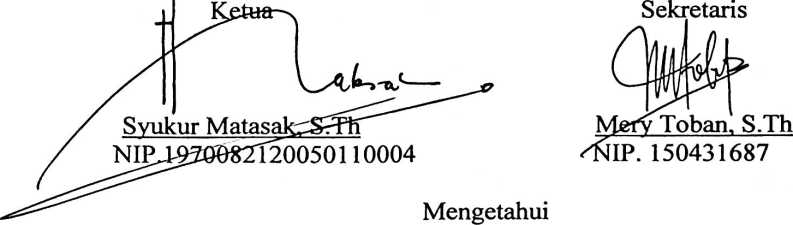 Ketua Sekretaris
Syukur Matasak, S.Th Mery Toban, S.Th
NIP.1970082120050110004 NIP. 150431687
Mengetahui